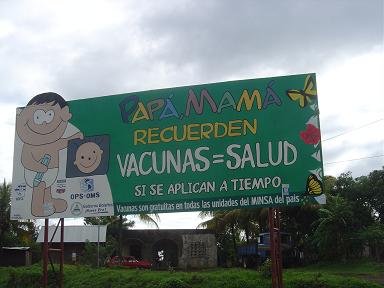 PAPÁ, MAMÁ
RECUERDEN
VACUNAS=SALUD
SI SE APLICAN A TIEMPO
Vacunas son gratuitas en todas las unidades del MINSA del país
OPS-OMS